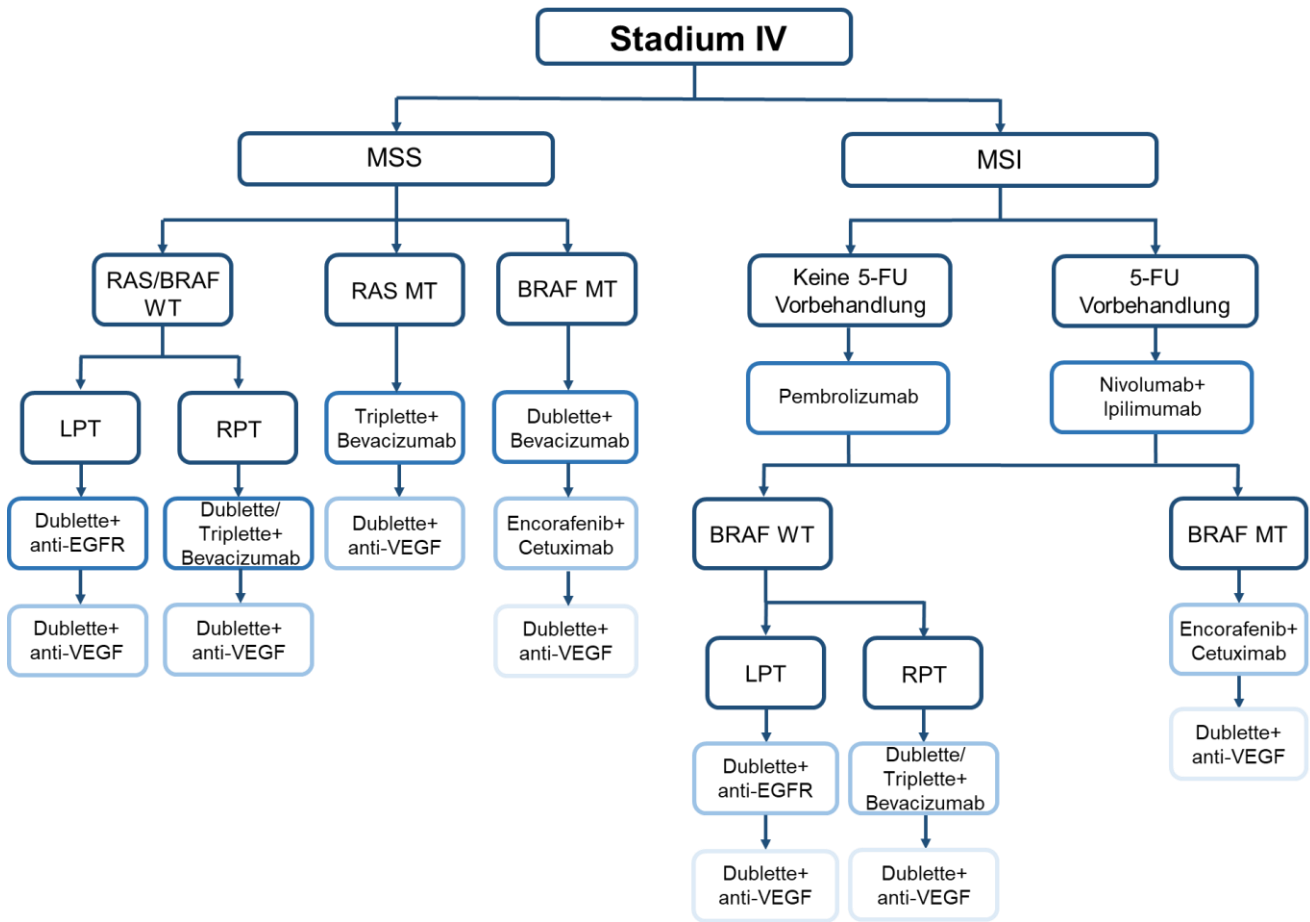 Stadium IV
MSS
MSI
RAS/BRAF
WT
RAS MT
BRAF MT
Keine 5-FU
Vorbehandlung
5-FU
Vorbehandlung
LPT
RPT
Triplette+
Bevacizumab
Dublette+
Bevacizumab
Pembrolizumab
Nivolumab+
Ipilimumab
Dublette+
anti-EGFR
Dublette/
Triplette+
Bevacizumab
Dublette+
anti-VEGF
Encorafenib+
Cetuximab
BRAF WT
BRAF MT
Dublette+
anti-VEGF
Dublette+
anti-VEGF
Dublette+
anti-VEGF
LPT
RPT
Encorafenib+
Cetuximab
Dublette+
anti-EGFR
Dublette/
Triplette+
Bevacizumab
Dublette+
anti-VEGF
Dublette+
anti-VEGF
Dublette+
anti-VEGF